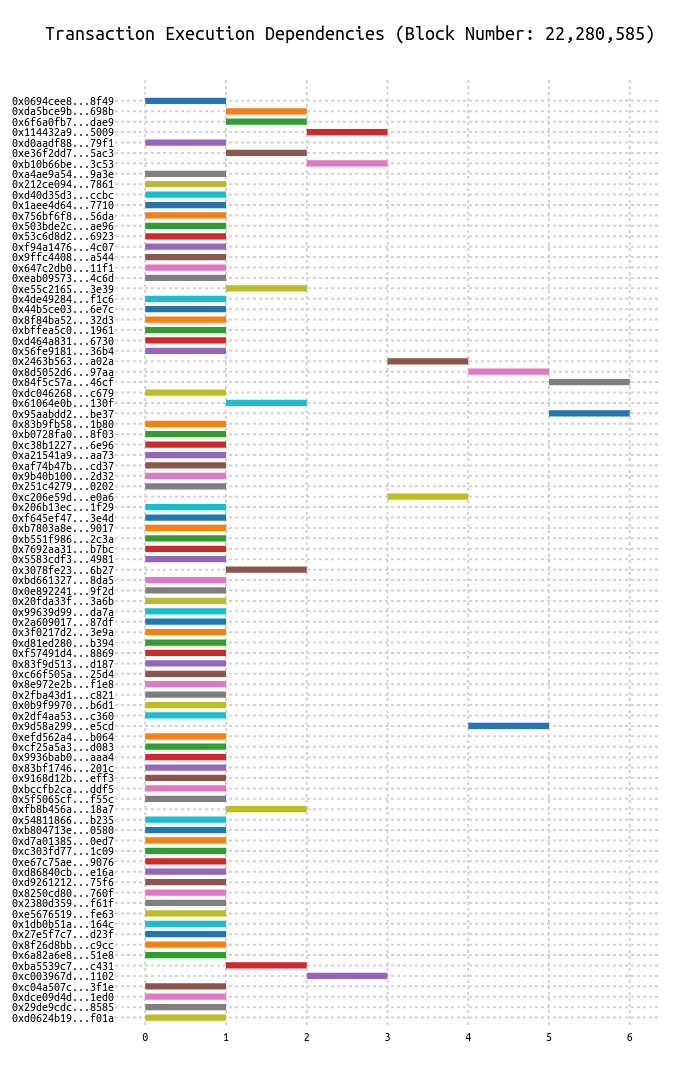 Transaction Execution Dependencies (Block Number: 22,280,585)
0x0694cee8...8f49
0xda5bce9b...698b
0x6f6a0fb7...dae9
0x114432a9...5009
0xd0aadf88...79f1
0xe36f2dd7...5ac3
0xb10b66be...3c53
0xa4ae9a54...9a3e
0x212ce094...7861
0xd40d35d3...ccbc
0x1aee4d64...7710
0x756bf6f8...56da
0x503bde2c...ae96
0x53c6d8d2...6923
0xf94a1476...4c07
0x9ffc4408...a544
0x647c2db0...11f1
0xeab09573...4c6d
0xe55c2165...3e39
0x4de49284...f1c6
0x44b5ce03...6e7c
0x8f84ba52...32d3
0xbffea5c0...1961
0xd464a831...6730
0x56fe9181...36b4
0x2463b563...a02a
0x8d5052d6...97aa
0x84f5c57a...46cf
0xdc046268...c679
0x61064e0b...130f
0x95aabdd2...be37
0x83b9fb58...1b80
0xb0728fa0...8f03
0xc38b1227...6e96
0xa21541a9...aa73
0xaf74b47b...cd37
0x9b40b100...2d32
0x251c4279...0202
0xc206e59d...e0a6
0x206b13ec...1f29
0xf645ef47...3e4d
0xb7803a8e...9017
0xb551f986...2c3a
0x7692aa31...b7bc
0x5583cdf3...4981
0x3078fe23...6b27
0xbd661327...8da5
0x0e892241...9f2d
0x20fda33f...3a6b
0x99639d99...da7a
0x2a609017...87df
0x3f0217d2...3e9a
0xd81ed280...b394
0xf57491d4...8869
0x83f9d513...d187
0xc66f505a...25d4
0x8e972e2b...f1e8
0x2fba43d1...c821
0x0b9f9970...b6d1
0x2df4aa53...c360
0x9d58a299...e5cd
0xefd562a4...b064
0xcf25a5a3...d083
0x9936bab0...aaa4
0x83bf1746...201c
0x9168d12b...eff3
0xbccfb2ca...ddf5
0x5f5065cf...f55c
0xfb8b456a...18a7
0x54811866...b235
0xb804713e...0580
0xd7a01385...0ed7
0xc303fd77...1c09
0xe67c75ae...9076
0xd86840cb...e16a
0xd9261212...75f6
0x8250cd80...760f
0x2380d359...f61f
0xe5676519...fe63
0x1db0b51a...164c
0x27e5f7c7...d23f
0x8f26d8bb...c9cc
0x6a82a6e8...51e8
0xba5539c7...c431
0xc003967d...1102
0xc04a507c...3f1e
0xdce09d4d...1ed0
0x29de9cdc...8585
0xd0624b19...f01a
0 1 2 3 4 5 6